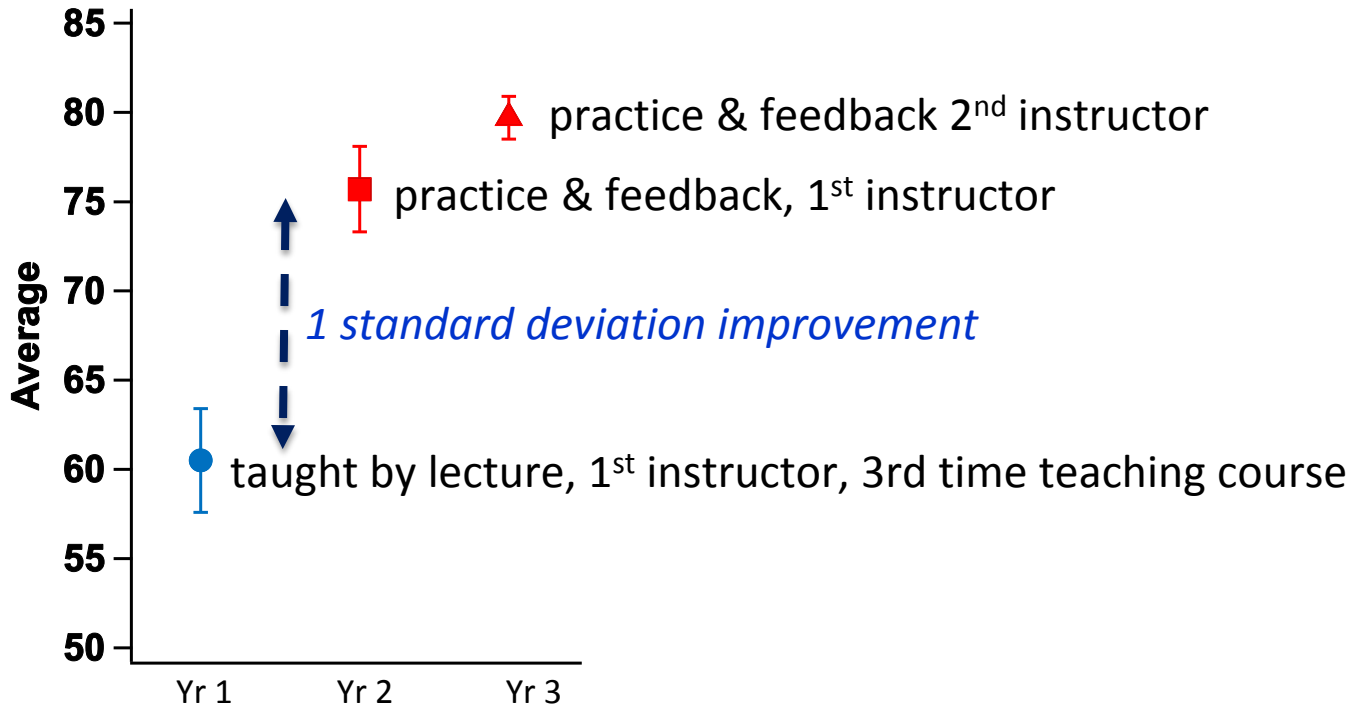 85
80
75
70
65
60
55
50
Average
practice & feedback 2nd instructor
practice & feedback, 1st instructor
1 standard deviation improvement
taught by lecture, 1st instructor, 3rd time teaching course
Yr 1
Yr 2
Yr 3